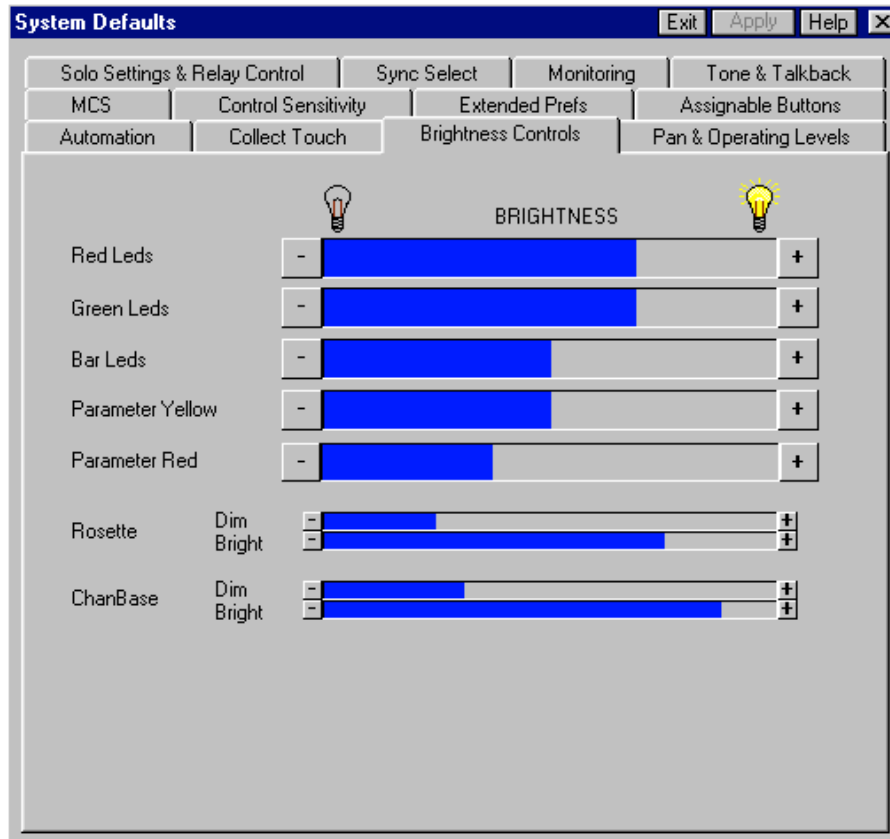 System Defaults Exit Apply Help
Solo Settings & Relay Control Sync Select Monitoring Tone & Talkback
MCS Control Sensitivity Extended Prefs Assignable Buttons
Automation Collect Touch Brightness Controls Pan & Operating Levels
BRIGHTNESS
Red Leds - +
Green Leds - +
Bar Leds - +
Parameter Yellow - +
Parameter Red - +
Rosette Dim - +
Bright - +
ChanBase Dim - +
Bright - +